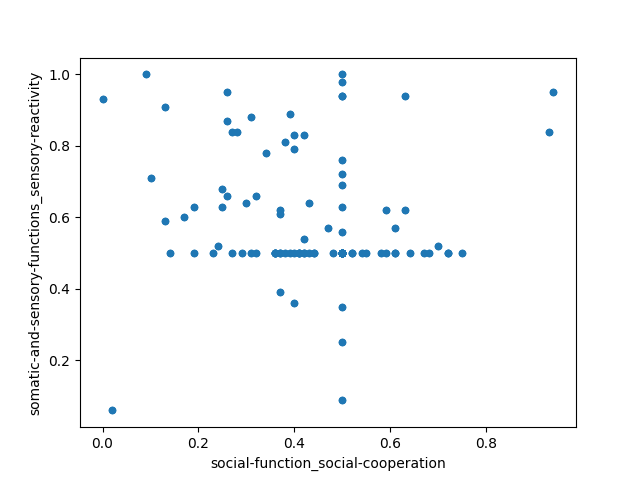 1.0
0.8
0.6
0.4
0.2
somatic-and-sensory-functions_sensory-reactivity
0.0 0.2 0.4 0.6 0.8
social-function_social-cooperation